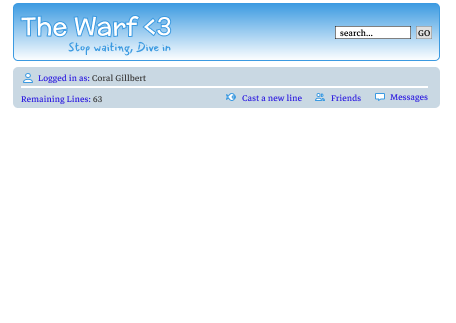 The Warf <3
Stop waiting, Dive in
search... GO
Logged in as: Coral Gillbert
Remaining Lines: 63
Cast a new line Friends Messages